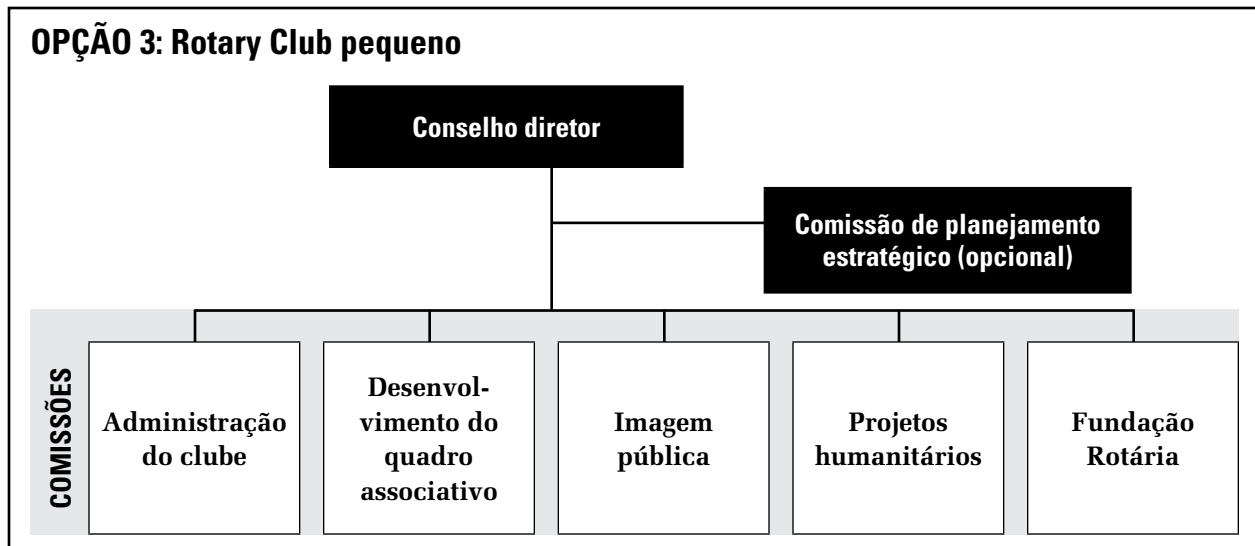 OPÇÃO 3: Rotary Club pequeno
Conselho diretor
Comissão de planejamento
estratégico (opcional)
COMISSÕES
Administração
do clube
Desenvol-
vimento do
quadro
associativo
Imagem
pública
Projetos
humanitários
Fundação
Rotária